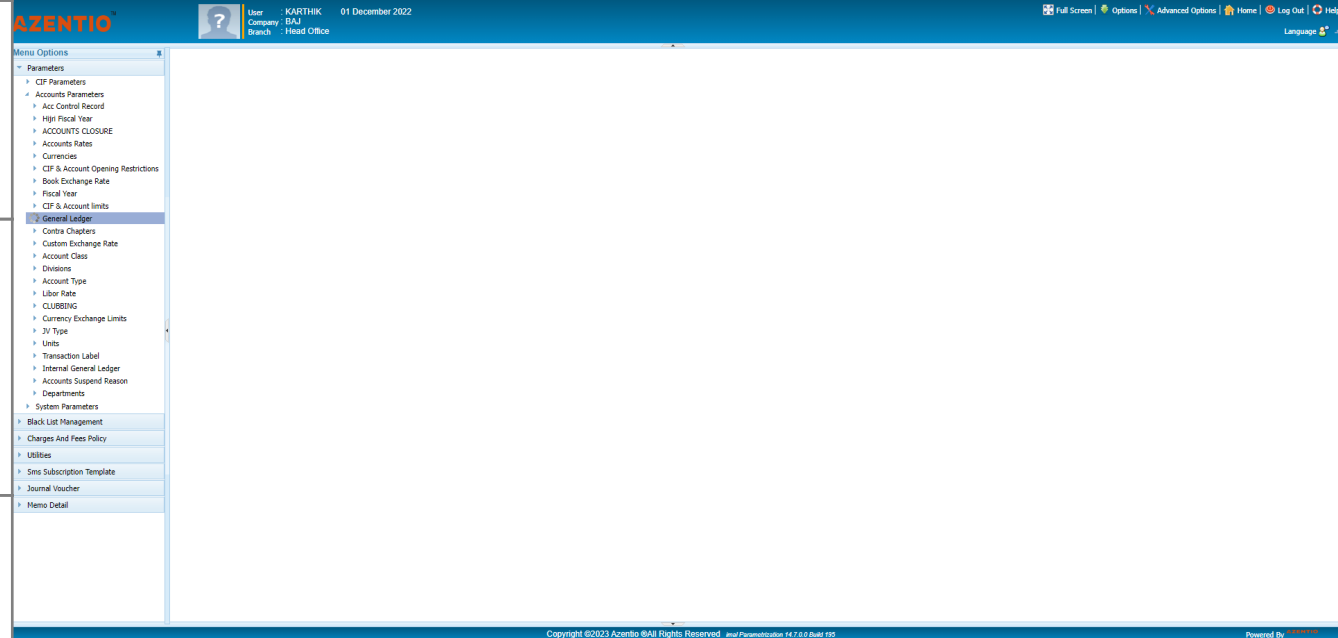 AZENTIO™
User : KARTHIK 01 December 2022
Company : BAJ
Branch : Head Office
Full Screen | Options | Advanced Options | Home | Log Out | Help
Language
Menu Options
Parameters
CIF Parameters
Accounts Parameters
Acc Control Record
Hijri Fiscal Year
ACCOUNTS CLOSURE
Accounts Rates
Currencies
CIF & Account Opening Restrictions
Book Exchange Rate
Fiscal Year
CIF & Account limits
General Ledger
Contra Chapters
Custom Exchange Rate
Account Class
Divisions
Account Type
Libor Rate
CLUBBING
Currency Exchange Limits
JV Type
Units
Transaction Label
Internal General Ledger
Accounts Suspend Reason
Departments
System Parameters
Black List Management
Charges And Fees Policy
Utilities
Sms Subscription Template
Journal Voucher
Memo Detail
Copyright ©2023 Azentio ®All Rights Reserved imal Parametrization 14.7.0.0 Build 195
Powered By AZENTIO